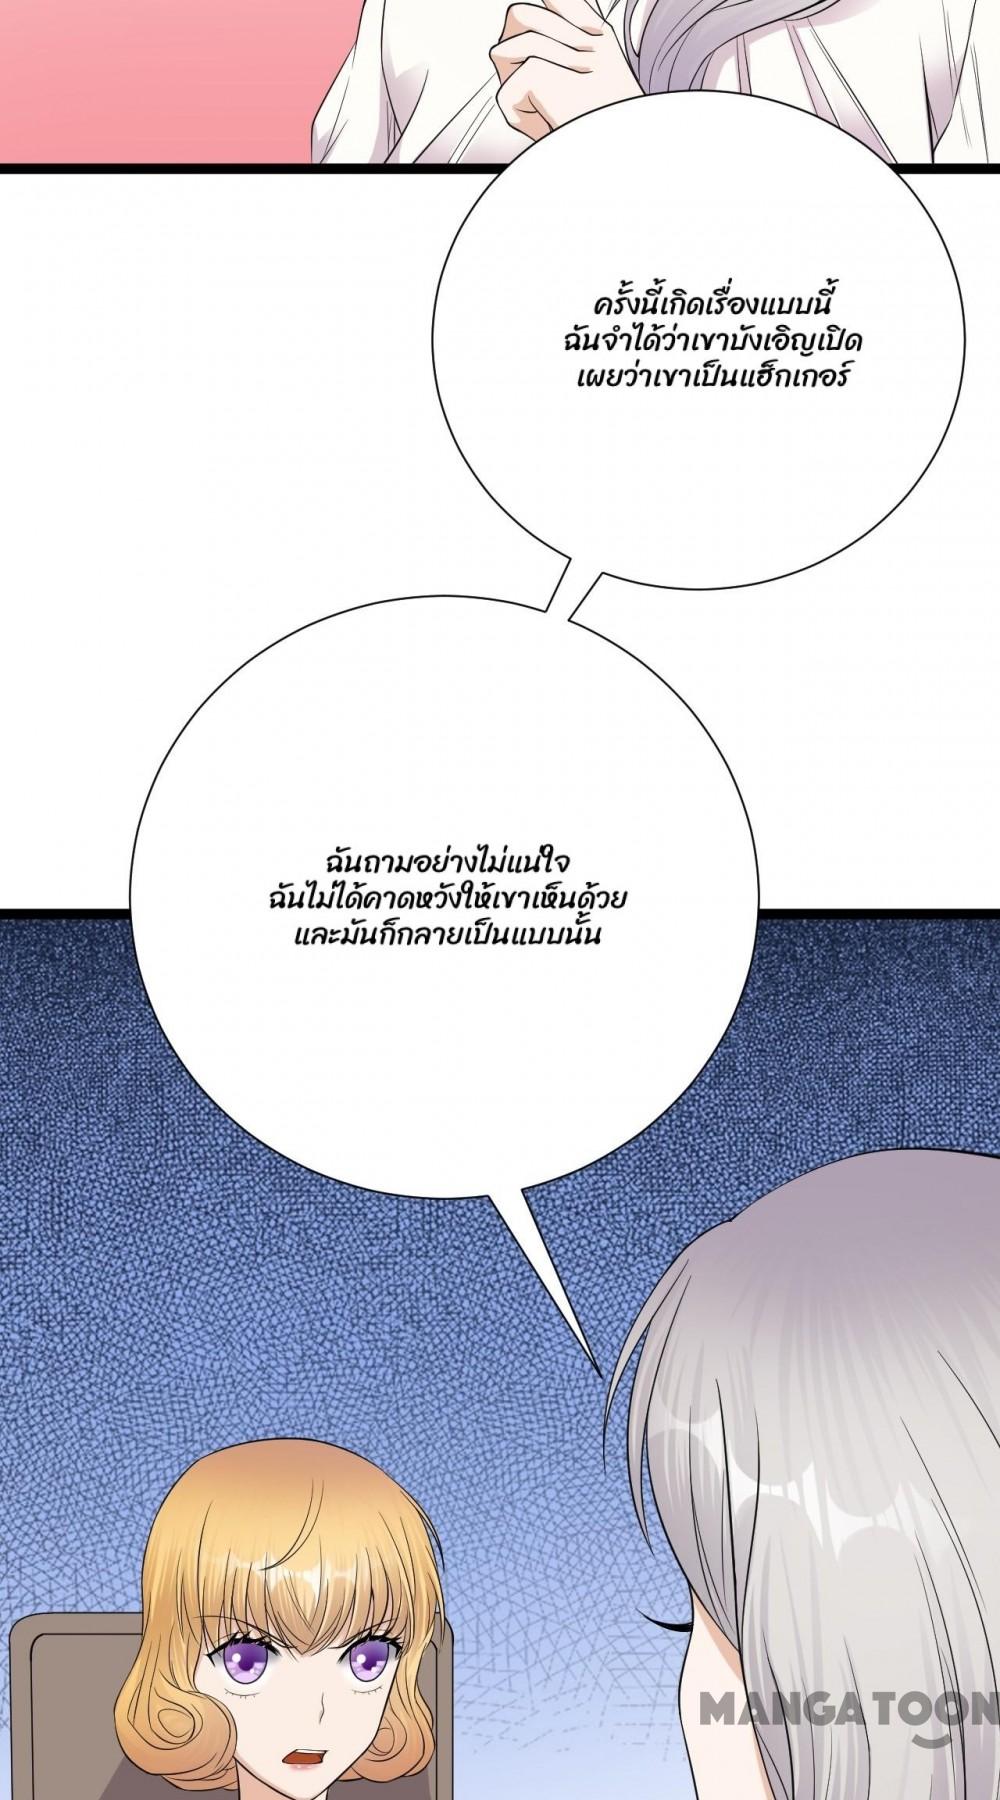 ครั้งนี้เกิดเรื่องแบบนี้
ฉันจำได้ว่าเขาบังเอิญเปิด
เผยว่าเขาเป็นแฮ็กเกอร์
ฉันถามอย่างไม่แน่ใจ
ฉันไม่ได้คาดหวังให้เขาเห็นด้วย
และมันก็กลายเป็นแบบนั้น
MANGA TOON